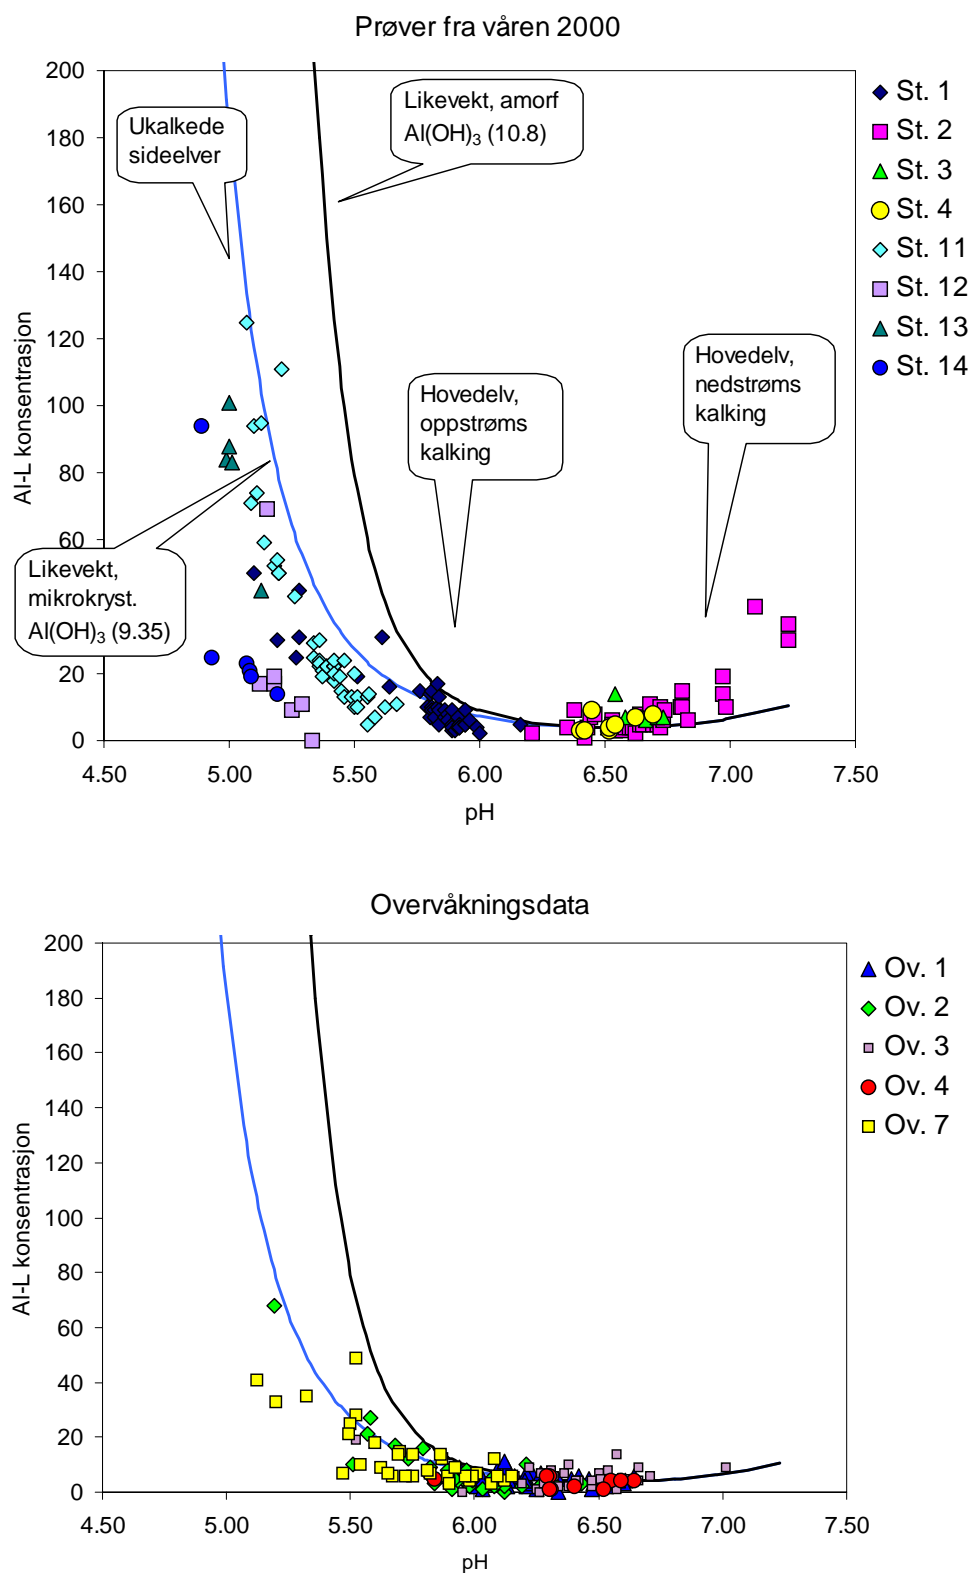 Prøver fra våren 2000
200
180
160
140
120
100
80
60
20
0
Al-L konsentrasjon
4.50 5.00 5.50 6.00 6.50 7.00 7.50
pH
Ukalkede
sideelver
Likevekt, amorf
Al(OH)3 (10.8)
Hovedelv,
oppstrøms
kalking
Hovedelv,
nedstrøms
kalking
Likevekt,
mikrokryst.
Al(OH)3 (9.35)
St. 1
St. 2
St. 3
St. 4
St. 11
St. 12
St. 13
St. 14
Overvåkningsdata
200
180
160
140
120
100
80
60
40
20
0
Al-L konsentrasjon
4.50 5.00 5.50 6.00 6.50 7.00 7.50
pH
Ov. 1
Ov. 2
Ov. 3
Ov. 4
Ov. 7